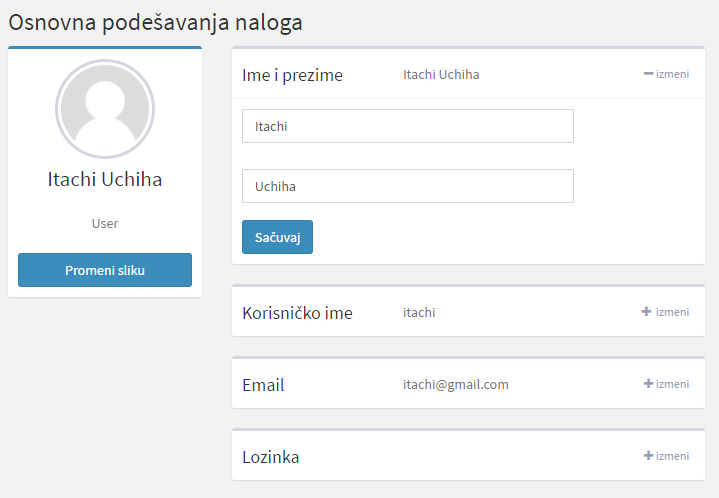 Osnovna podešavanja naloga
Itachi Uchiha
User
Promeni sliku
Ime i prezime Itachi Uchiha izmeni
Itachi
Uchiha
Sačuvaj
Korisničko ime itachi izmeni
Email itachi@gmail.com izmeni
Lozinka izmeni